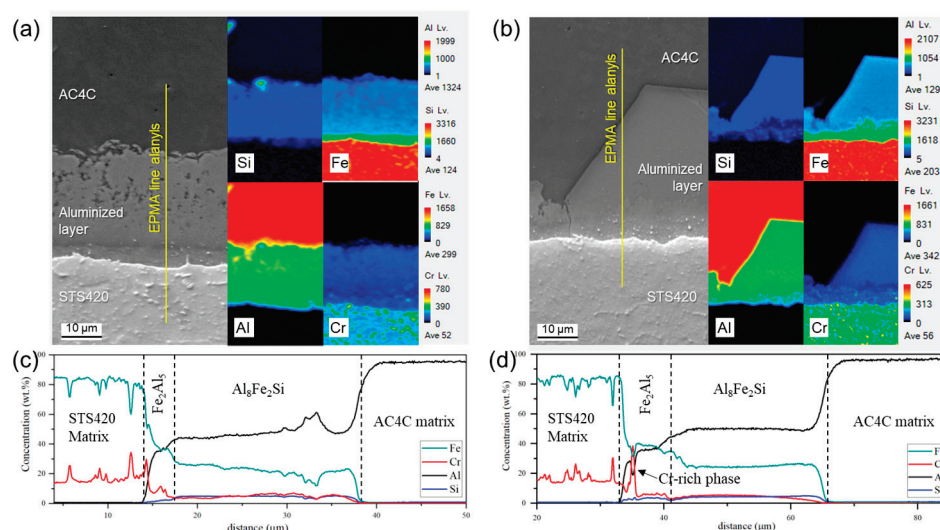 (a)
AC4C
EPMA line alanyls
Aluminized
layer
STS420
10 μm
Si
Fe
Al
Cr
Al Lv.
1999
1000
1
Ave 1324
Si Lv.
3316
1660
4
Ave 124
Fe Lv.
1658
829
0
Ave 299
Cr Lv.
780
390
0
Ave 52
(b)
AC4C
EPMA line alanyls
Aluminized
layer
STS420
10 μm
Si
Fe
Al
Cr
Al Lv.
2107
1054
1
Ave 129
Si Lv.
3231
1618
5
Ave 203
Fe Lv.
1661
831
0
Ave 342
Cr Lv.
625
313
0
Ave 56
(c)
Concentration (wt.%)
100
80
60
40
20
0
STS420
Matrix
Fe2Al5
Al8Fe2Si
AC4C matrix
Fe
Cr
Al
Si
0 10 20 30 40 50
distance (μm)
(d)
Concentration (wt.%)
100
80
60
40
20
0
STS420
Matrix
Fe2Al5
Al8Fe2Si
AC4C matrix
Cr-rich phase
F
C
A
S
20 40 60 80
distance (μm)